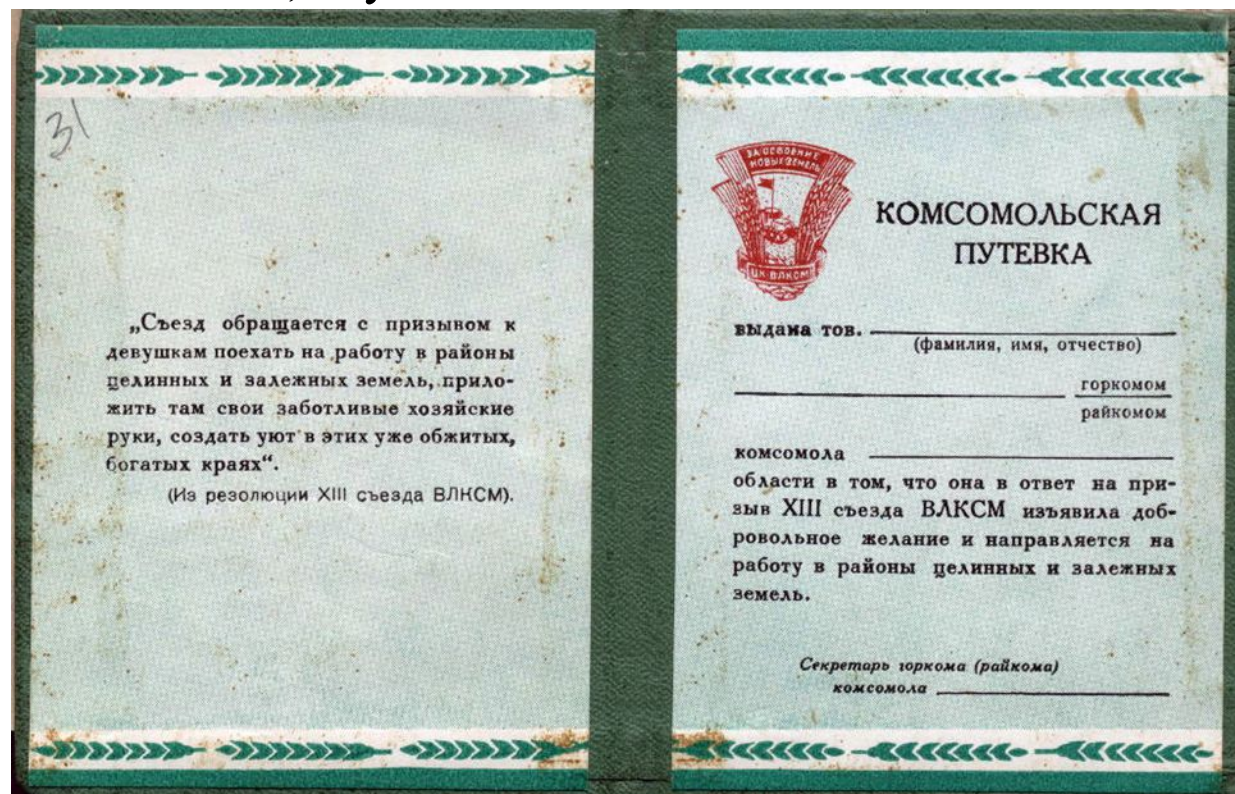 31
„Съезд обращается с призывом к
девушкам поехать на работу в районы
целинных и залежных земель, прило-
жить там свои заботливые хозяйские
руки, создать уют в этих уже обжитых,
богатых краях“.
(Из резолюции XIII съезда ВЛКСМ).
ЗА ОСВОЕНИЕ
НОВЫХ ЗЕМЕЛЬ
ЦК ВЛКСМ
КОМСОМОЛЬСКАЯ
ПУТЕВКА
выдана тов.
(фамилия, имя, отчество)
горкомом
райкомом
комсомола
области в том, что она в ответ на при-
зыв XIII съезда ВЛКСМ изъявила доб-
ровольное желание и направляется на
работу в районы целинных и залежных
земель.
Секретарь горкома (райкома)
комсомола